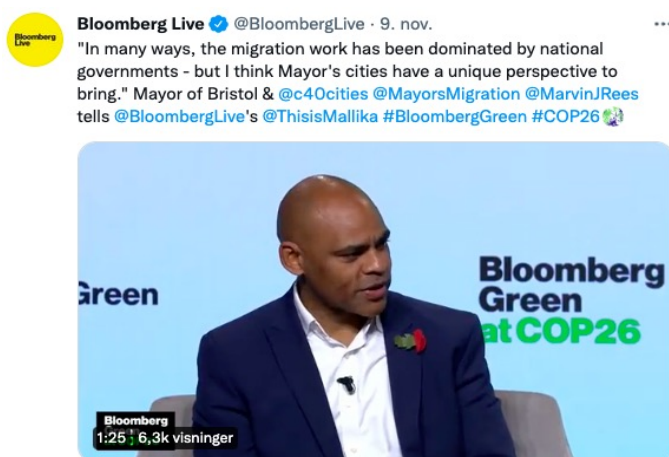 Bloomberg Live
Bloomberg Live @BloombergLive · 9. nov.
"In many ways, the migration work has been dominated by national
governments - but I think Mayor's cities have a unique perspective to
bring." Mayor of Bristol & @c40cities @MayorsMigration @MarvinJRees
tells @BloombergLive's @ThisisMallika #BloombergGreen #COP26
Green
Bloomberg
Green
at COP26
Bloomberg
1:25 6,3k visninger